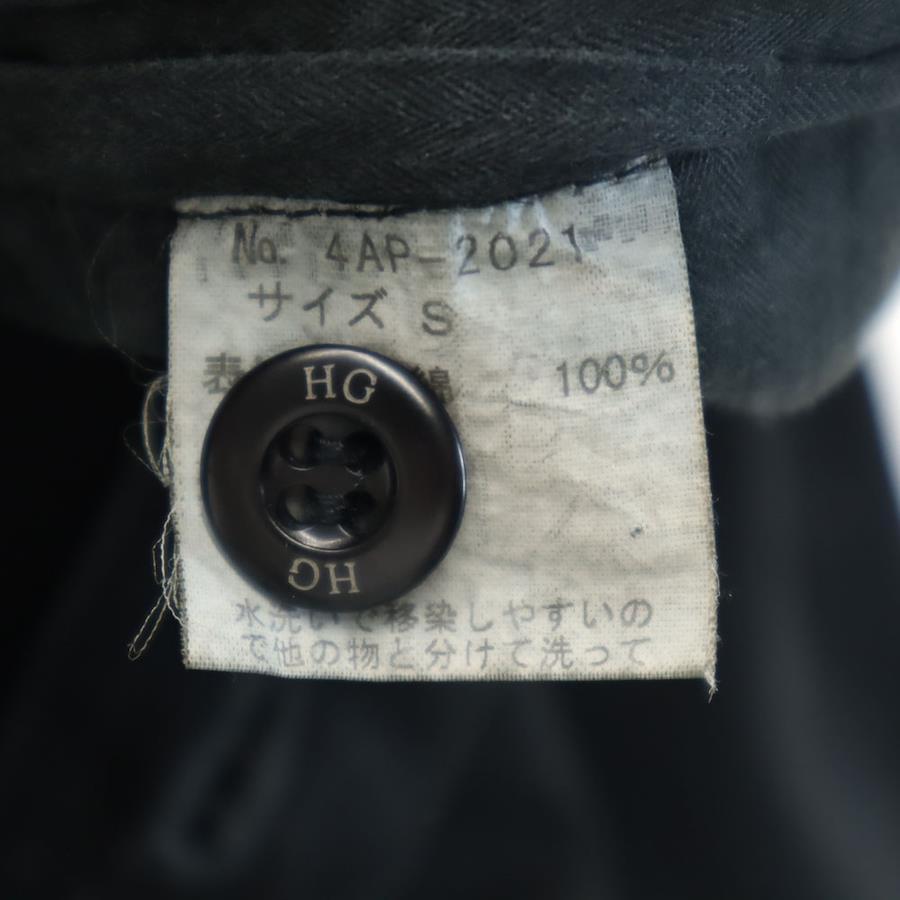 No. 4AP-2021
サイズ S
表 綿 100%
HG
HG
水洗いで移染しやすいの
で他の物と分けて洗って